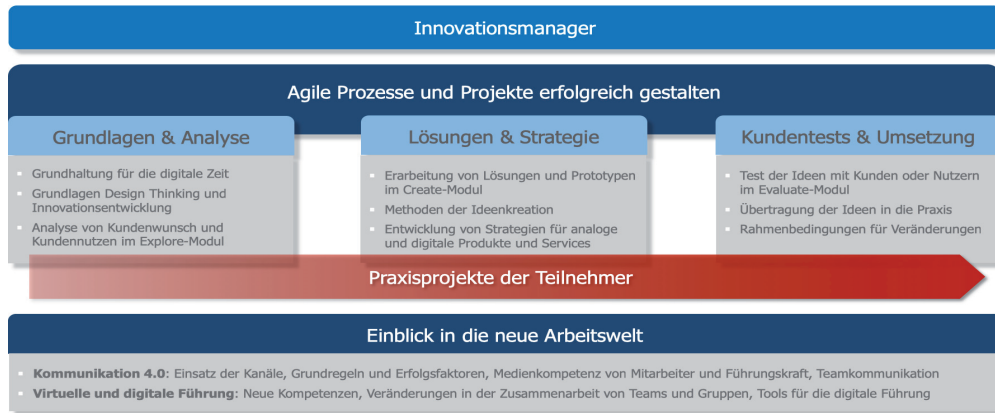 Innovationsmanager
Agile Prozesse und Projekte erfolgreich gestalten
Grundlagen & Analyse
Grundhaltung für die digitale Zeit
Grundlagen Design Thinking und
Innovationsentwicklung
Analyse von Kundenwunsch und
Kundennutzen im Explore-Modul
Lösungen & Strategie
Erarbeitung von Lösungen und Prototypen
im Create-Modul
Methoden der Ideenkreation
Entwicklung von Strategien für analoge
und digitale Produkte und Services
Kundentests & Umsetzung
Test der Ideen mit Kunden oder Nutzern
im Evaluate-Modul
Übertragung der Ideen in die Praxis
Rahmenbedingungen für Veränderungen
Praxisprojekte der Teilnehmer
Einblick in die neue Arbeitswelt
Kommunikation 4.0: Einsatz der Kanäle, Grundregeln und Erfolgsfaktoren, Medienkompetenz von Mitarbeiter und Führungskraft, Teamkommunikation
Virtuelle und digitale Führung: Neue Kompetenzen, Veränderungen in der Zusammenarbeit von Teams und Gruppen, Tools für die digitale Führung